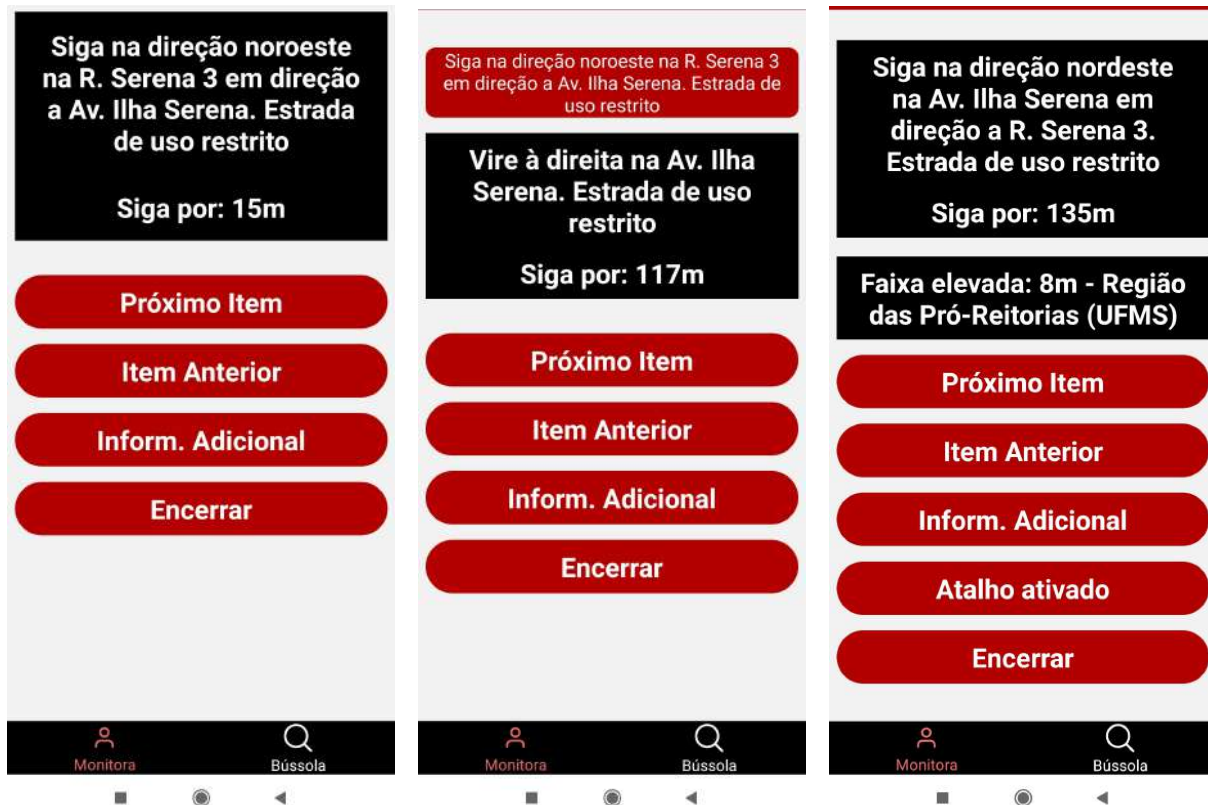 Siga na direção noroeste
na R. Serena 3 em direção
a Av. Ilha Serena. Estrada
de uso restrito
Siga por: 15m
Próximo Item
Item Anterior
Inform. Adicional
Encerrar
Monitora
Bússola
Siga na direção noroeste na R. Serena 3
em direção a Av. Ilha Serena. Estrada de
uso restrito
Vire à direita na Av. Ilha
Serena. Estrada de uso
restrito
Siga por: 117m
Próximo Item
Item Anterior
Inform. Adicional
Encerrar
Monitora
Bússola
Siga na direção nordeste
na Av. Ilha Serena em
direção a R. Serena 3.
Estrada de uso restrito
Siga por: 135m
Faixa elevada: 8m - Região
das Pró-Reitorias (UFMS)
Próximo Item
Item Anterior
Inform. Adicional
Atalho ativado
Encerrar
Monitora
Bússola